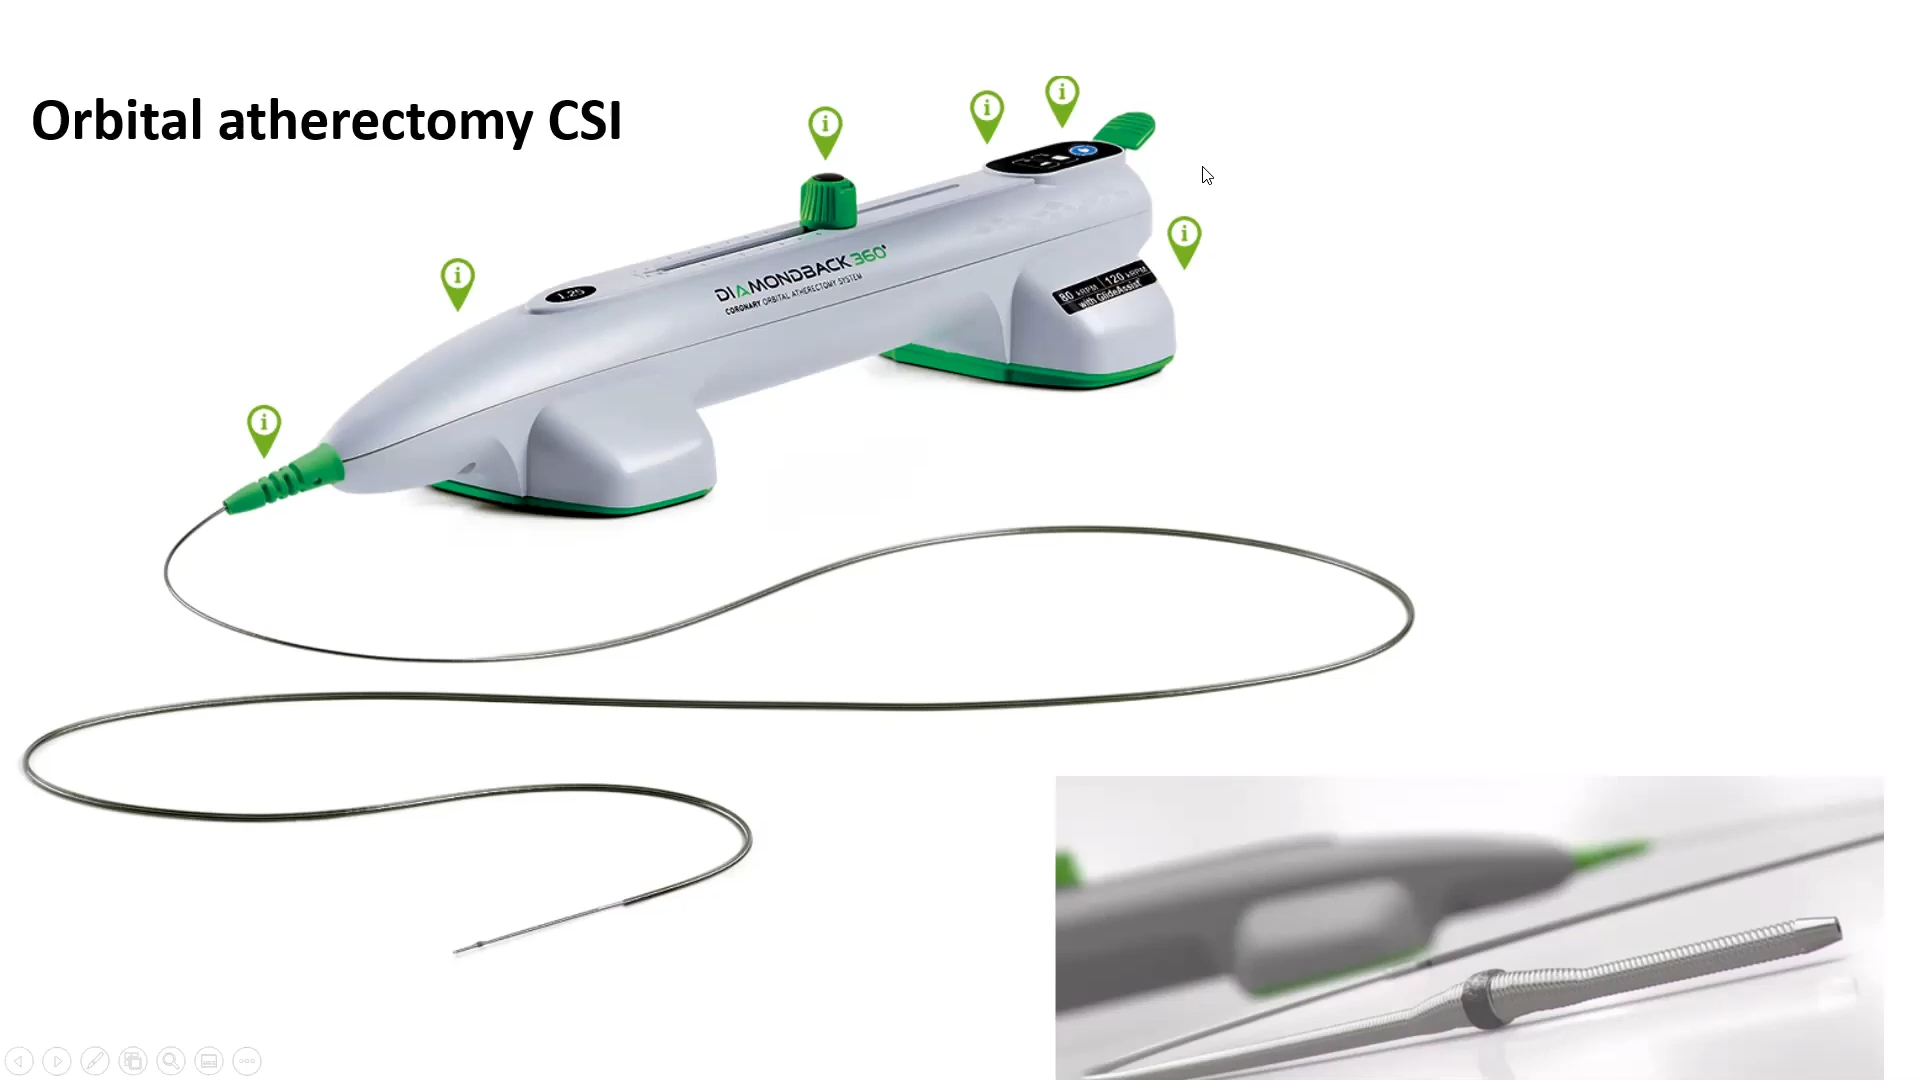 Orbital atherectomy CSI
1.25
DIAMONDBACK 360°
CORONARY ORBITAL ATHERECTOMY SYSTEM
80 kRPM | 120 kRPM
with GlideAssist